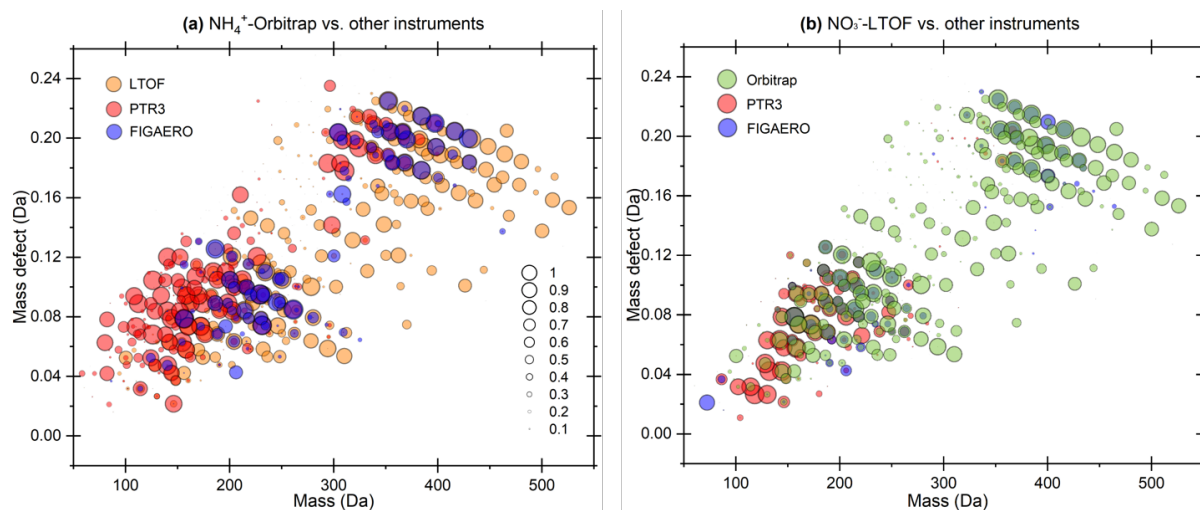 (a) NH₄⁺-Orbitrap vs. other instruments
LTOF
PTR3
FIGAERO
0.24
0.20
0.16
0.12
0.08
0.04
0.00
Mass defect (Da)
1
0.9
0.8
0.7
0.6
0.5
0.4
0.3
0.2
0.1
100 200 300 400 500
Mass (Da)
(b) NO₃⁻-LTOF vs. other instruments
Orbitrap
PTR3
FIGAERO
0.24
0.20
0.16
0.12
0.08
0.04
0.00
Mass defect (Da)
100 200 300 400 500
Mass (Da)